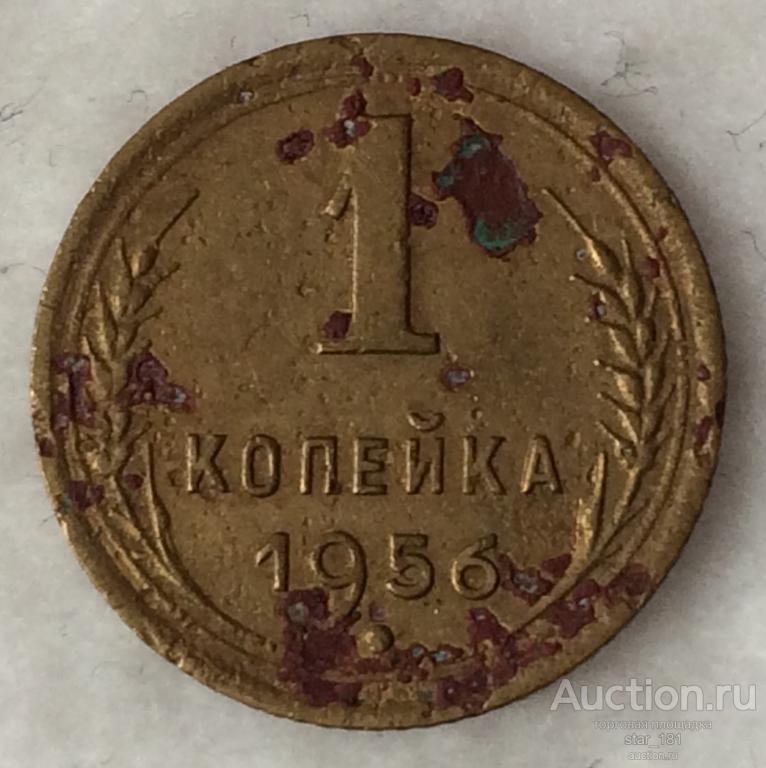 1
КОПЕЙКА
1956
Auction.ru
торговая площадка
star_181
auction.ru